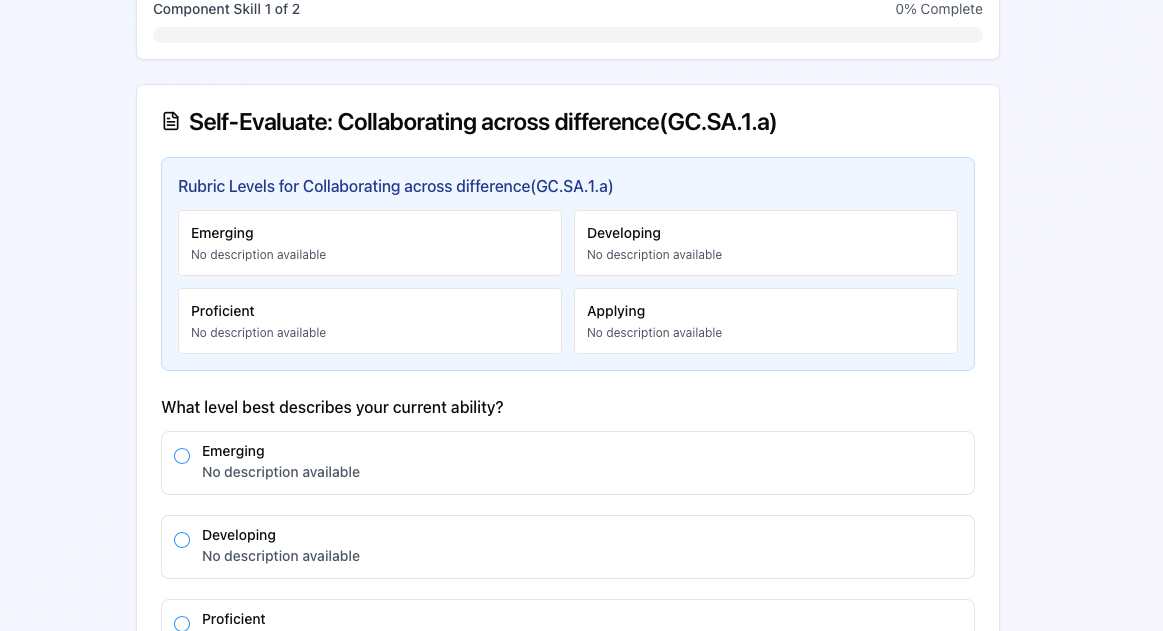 Component Skill 1 of 2
0% Complete
Self-Evaluate: Collaborating across difference(GC.SA.1.a)
Rubric Levels for Collaborating across difference(GC.SA.1.a)
Emerging
No description available
Developing
No description available
Proficient
No description available
Applying
No description available
What level best describes your current ability?
Emerging
No description available
Developing
No description available
Proficient